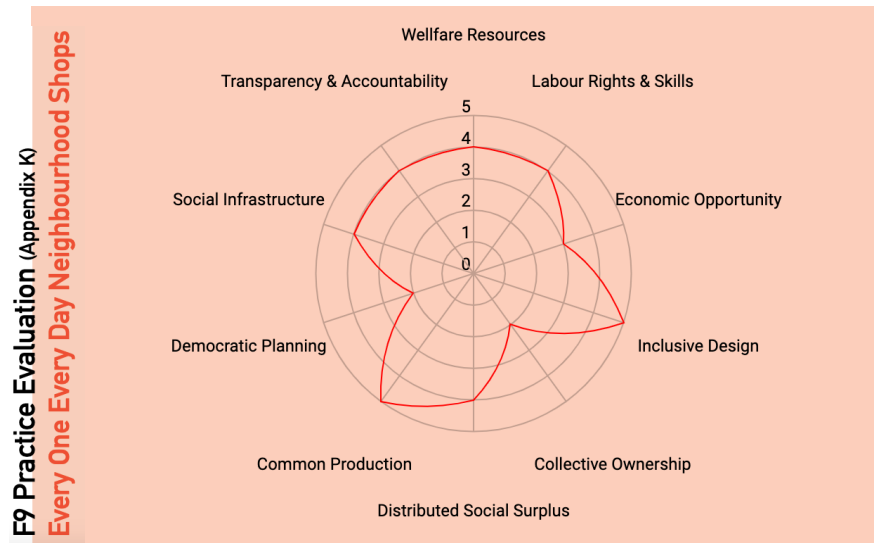 F9 Practice Evaluation (Appendix K)
Every One Every Day Neighbourhood Shops
Wellfare Resources
Transparency & Accountability
Labour Rights & Skills
5
4
3
2
1
0
Social Infrastructure
Economic Opportunity
Democratic Planning
Inclusive Design
Common Production
Collective Ownership
Distributed Social Surplus